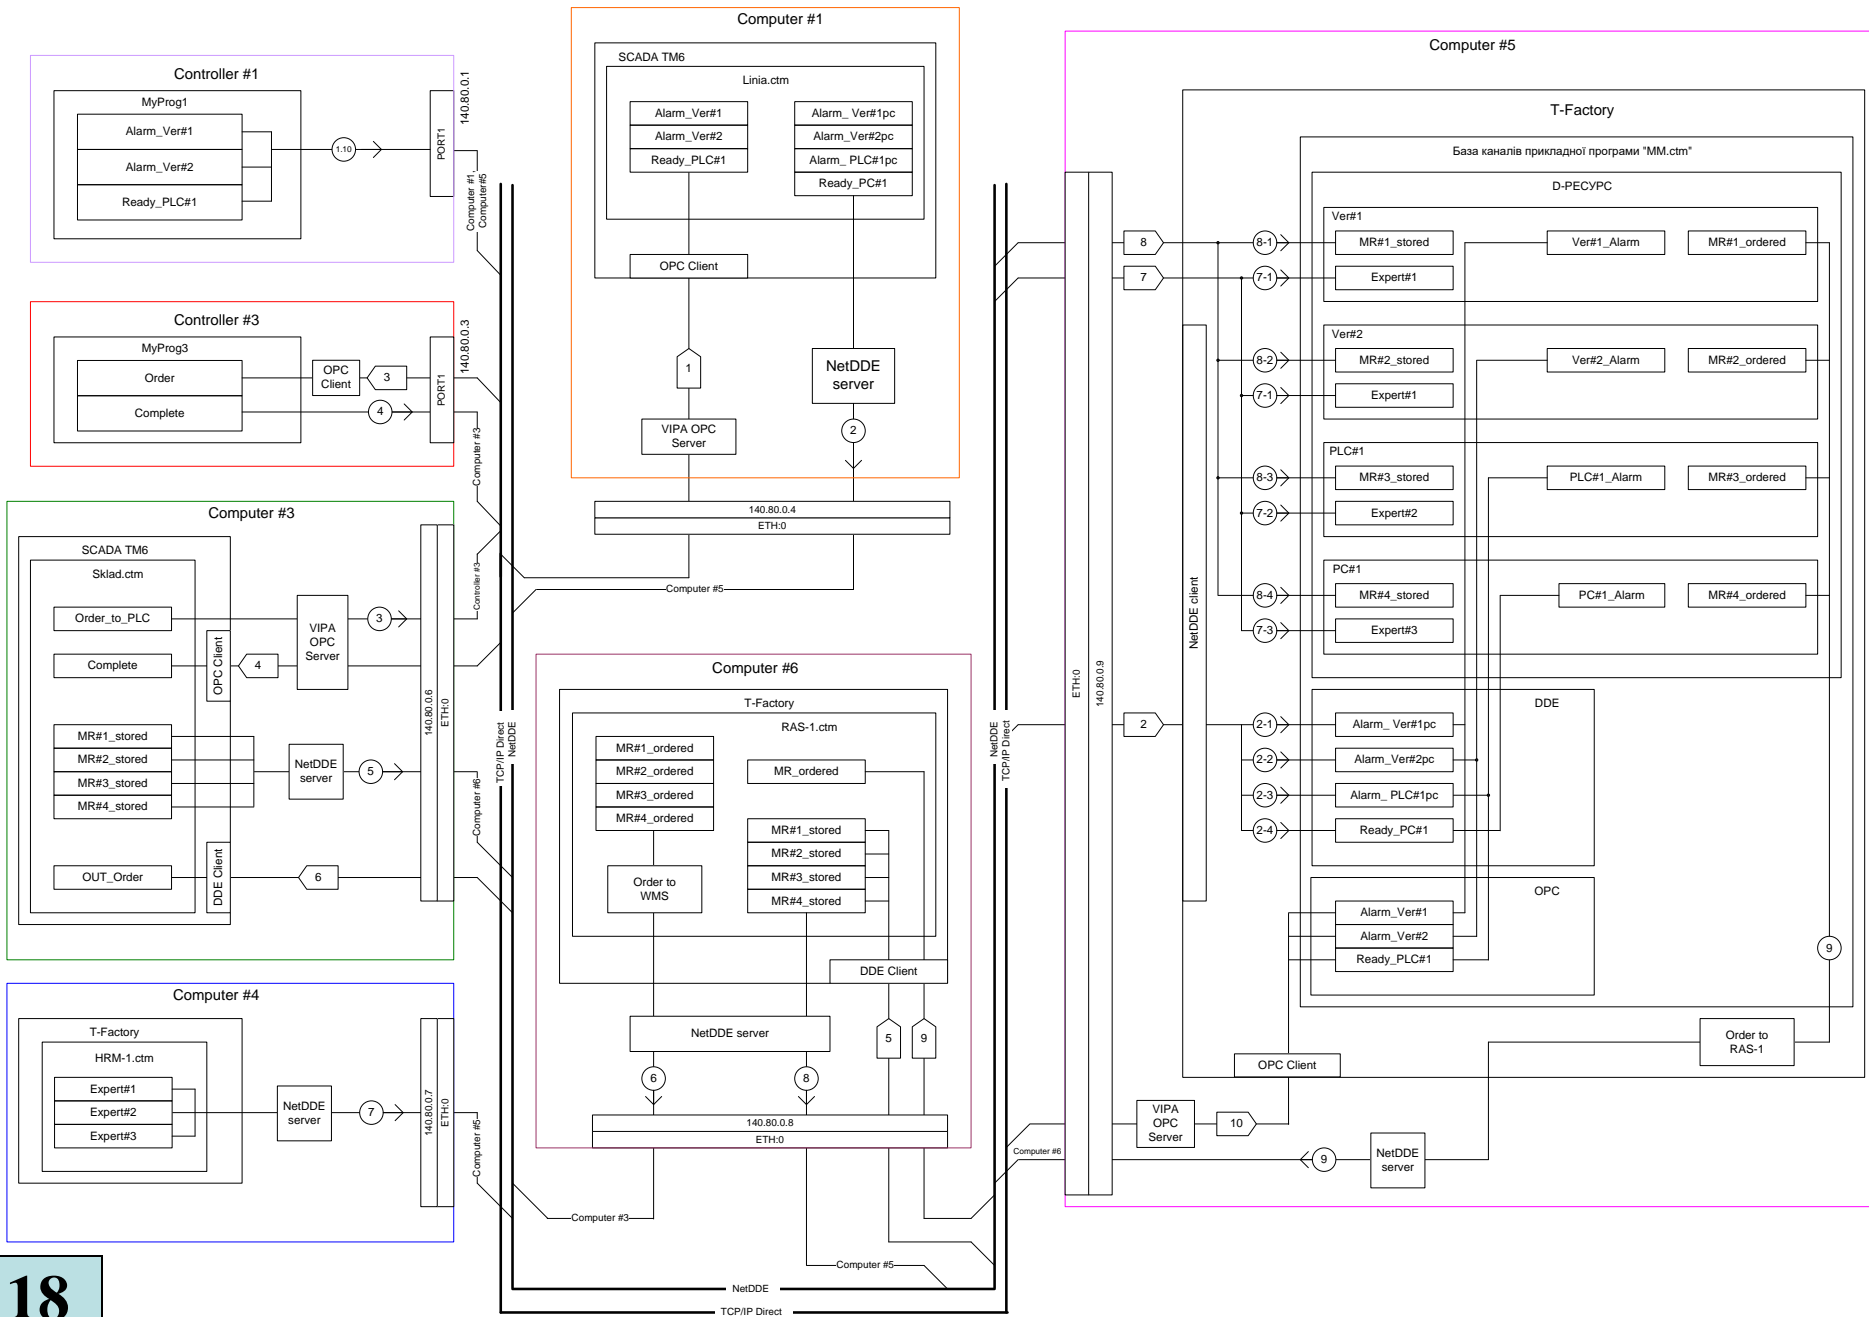 Controller #1
MyProg1
Alarm_Ver#1
Alarm_Ver#2
Ready_PLC#1
1.10
PORT1
140.80.0.1
Computer #1,
Computer#5
Controller #3
MyProg3
Order
Complete
OPC
Client
3
4
PORT1
140.80.0.3
Computer #3
Computer #3
SCADA TM6
Sklad.ctm
Order_to_PLC
Complete
MR#1_stored
MR#2_stored
MR#3_stored
MR#4_stored
OUT_Order
OPC Client
DDE Client
VIPA
OPC
Server
3
4
NetDDE
server
5
6
140.80.0.6
ETH:0
Controller #3
Computer #6
Computer #4
T-Factory
HRM-1.ctm
Expert#1
Expert#2
Expert#3
NetDDE
server
7
140.80.0.7
ETH:0
Computer #5
18
Computer #1
SCADA TM6
Linia.ctm
Alarm_Ver#1
Alarm_Ver#2
Ready_PLC#1
Alarm_ Ver#1pc
Alarm_Ver#2pc
Alarm_ PLC#1pc
Ready_PC#1
OPC Client
1
VIPA OPC
Server
NetDDE
server
2
140.80.0.4
ETH:0
Computer #5
TCP/IP Direct
NetDDE
Computer #6
T-Factory
RAS-1.ctm
MR#1_ordered
MR#2_ordered
MR#3_ordered
MR#4_ordered
MR_ordered
MR#1_stored
MR#2_stored
MR#3_stored
MR#4_stored
Order to
WMS
DDE Client
NetDDE server
5
9
6
8
140.80.0.8
ETH:0
Computer #3
Computer #5
NetDDE
TCP/IP Direct
NetDDE
TCP/IP Direct
Computer #6
Computer #5
ETH:0
140.80.0.9
8
7
2
NetDDE client
T-Factory
База каналів прикладної програми "MM.ctm"
D-РЕСУРС
Ver#1
8-1
MR#1_stored
Ver#1_Alarm
MR#1_ordered
7-1
Expert#1
Ver#2
8-2
MR#2_stored
Ver#2_Alarm
MR#2_ordered
7-1
Expert#1
PLC#1
8-3
MR#3_stored
PLC#1_Alarm
MR#3_ordered
7-2
Expert#2
PC#1
8-4
MR#4_stored
PC#1_Alarm
MR#4_ordered
7-3
Expert#3
DDE
2-1
Alarm_ Ver#1pc
2-2
Alarm_Ver#2pc
2-3
Alarm_ PLC#1pc
2-4
Ready_PC#1
OPC
Alarm_Ver#1
Alarm_Ver#2
Ready_PLC#1
9
Order to
RAS-1
OPC Client
VIPA
OPC
Server
10
9
NetDDE
server